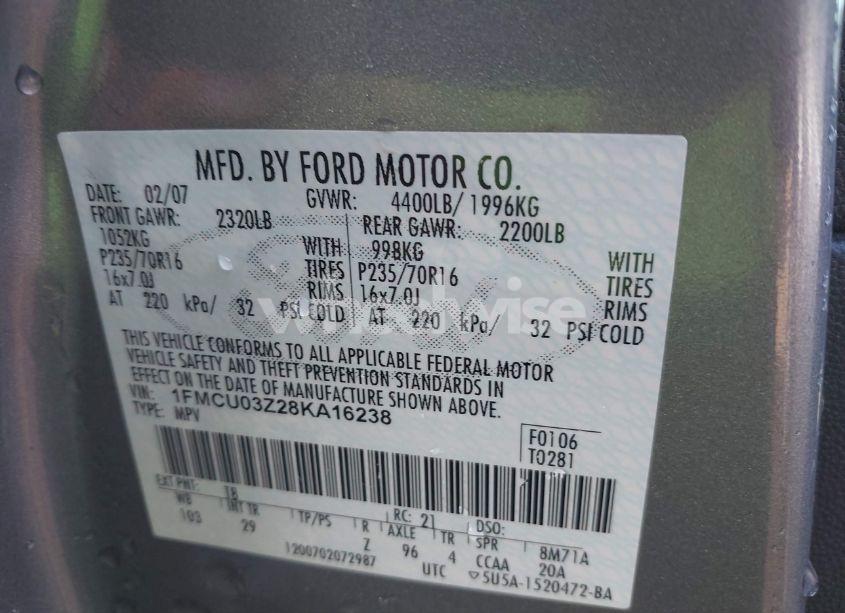 MFD. BY FORD MOTOR CO.
DATE: 02/07 GVWR: 4400LB/ 1996KG
FRONT GAWR: 2320LB REAR GAWR: 2200LB
1052KG WITH 998KG WITH
P235/70R16 TIRES P235/70R16 TIRES
16x7.0J RIMS 16x7.0J RIMS
AT 220 kPa/ 32 PSI COLD AT 220 kPa/ 32 PSI COLD
THIS VEHICLE CONFORMS TO ALL APPLICABLE FEDERAL MOTOR
VEHICLE SAFETY AND THEFT PREVENTION STANDARDS IN
EFFECT ON THE DATE OF MANUFACTURE SHOWN ABOVE.
VIN: 1FMCU03Z28KA16238
TYPE: MPV
F0106
T0281
EXT PNT: T8 RC: 21 DSO:
WB INT TR TP/PS R AXLE TR SPR 8M71A
103 29 Z 96 4 CCAA 20A
1200702072987 UTC 5U5A-1520472-BA
wheelwise